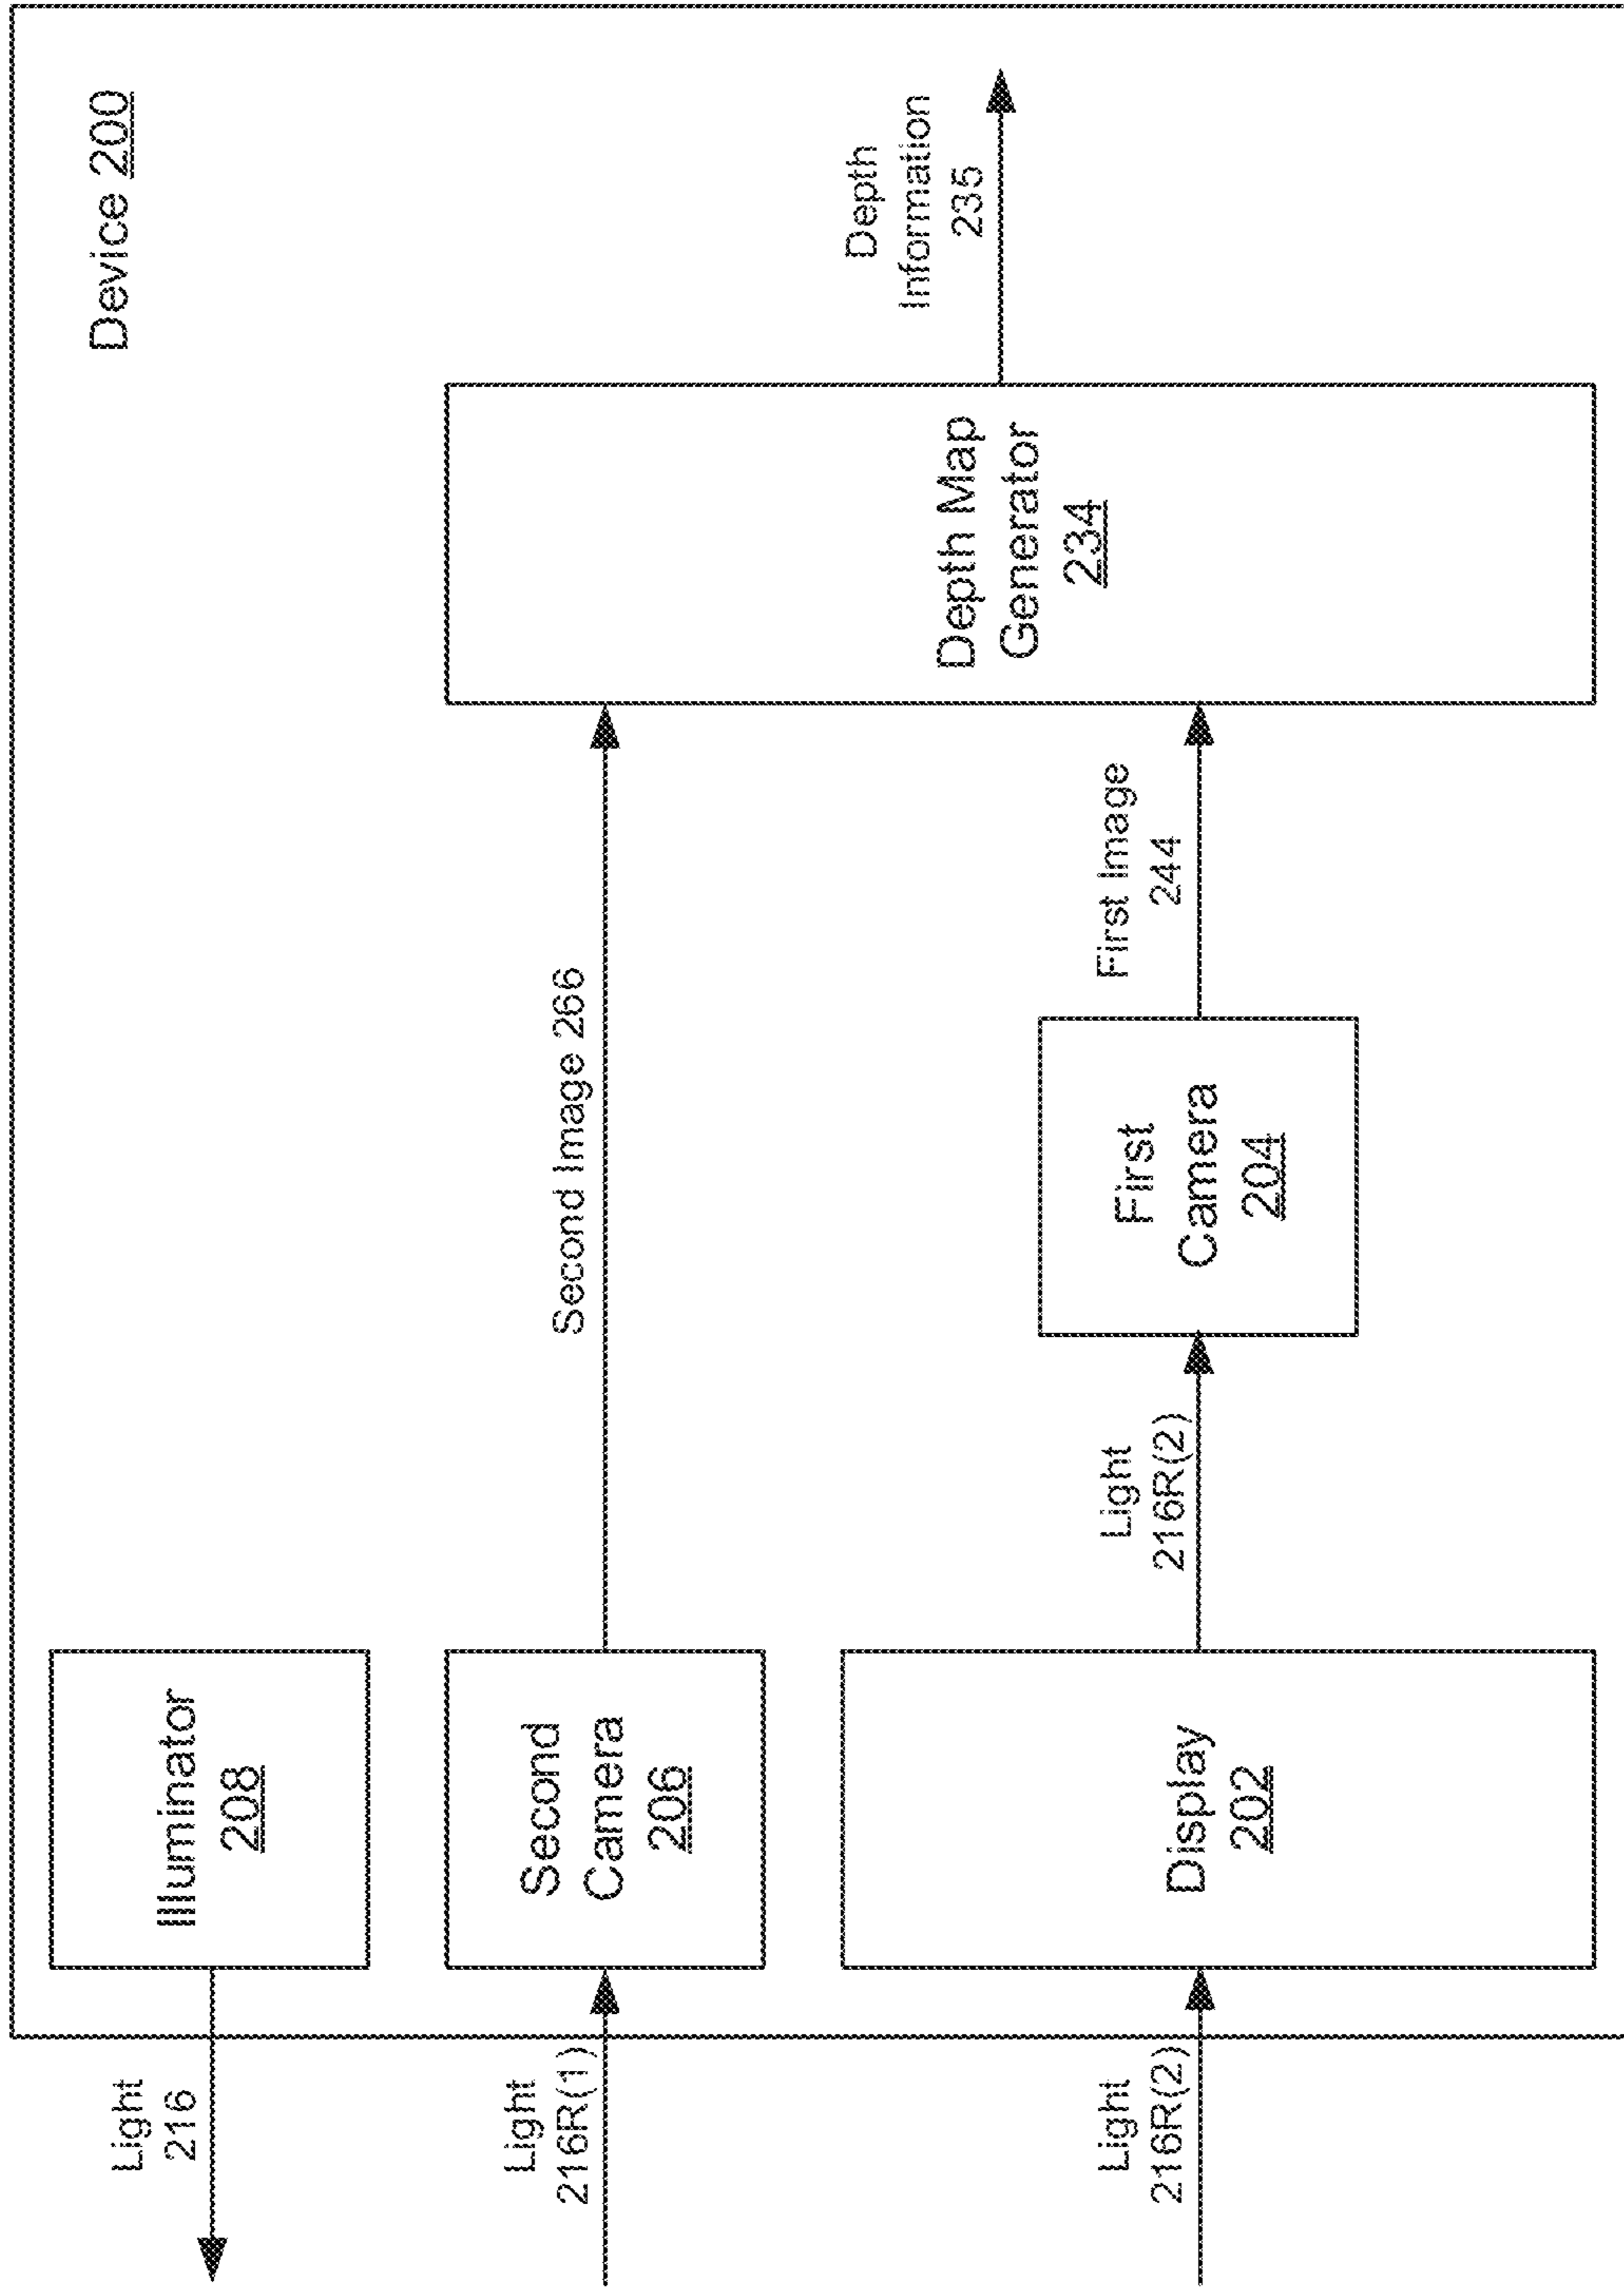 Device 200
Illuminator
208
Light
216
Second
Camera
206
Light
216R(1)
Second Image 266
Display
202
Light
216R(2)
Light
216R(2)
First
Camera
204
First Image
244
Depth Map
Generator
234
Depth
Information
235